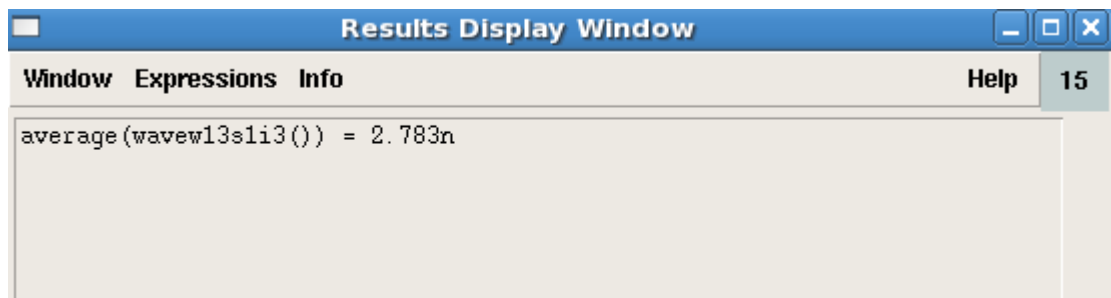 Results Display Window
Window Expressions Info Help 15
average(wavew13s1i3()) = 2.783n